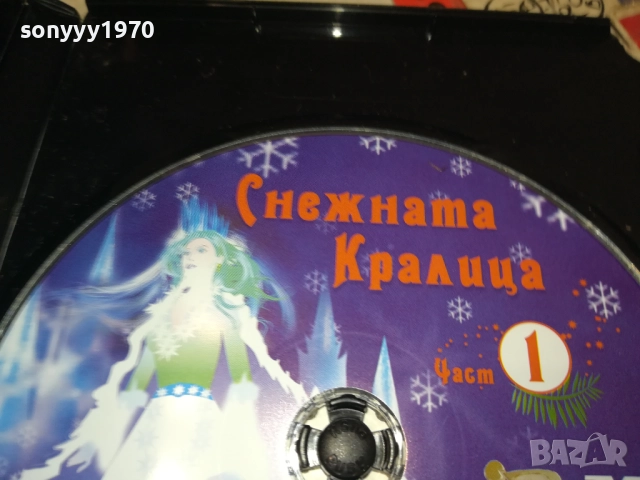 sonyyy1970
Снежната
Кралица
Част 1
BAZAR